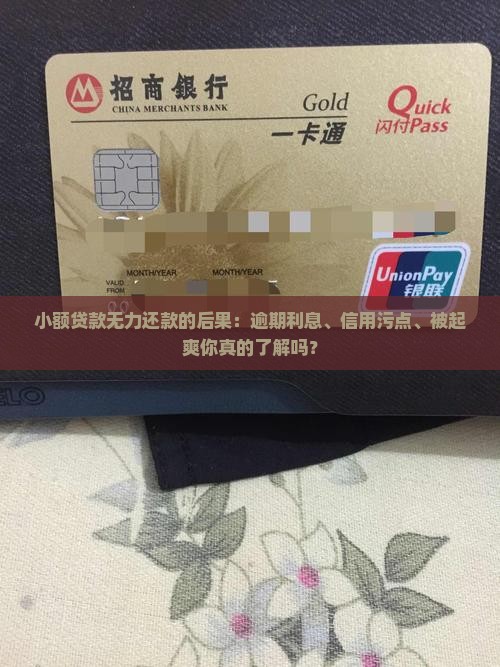 招商銀行
CHINA MERCHANTS BANK
Gold
一卡通
Quick
闪付Pass
MONTH/YEAR MONTH/YEAR
VALID
FROM
UnionPay
银联
小额贷款无力还款的后果：逾期利息、信用污点、被起
爽你真的了解吗？
ELO